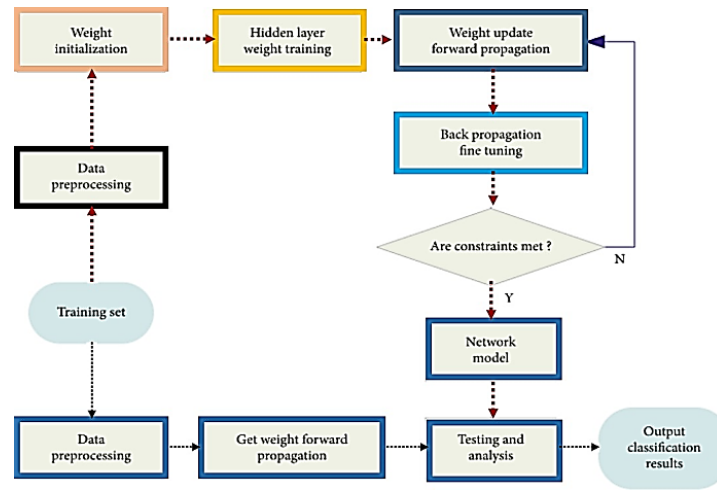 Weight
initialization
Hidden layer
weight training
Weight update
forward propagation
Back propagation
fine tuning
Data
preprocessing
Are constraints met ?
N
Y
Training set
Network
model
Data
preprocessing
Get weight forward
propagation
Testing and
analysis
Output
classification
results